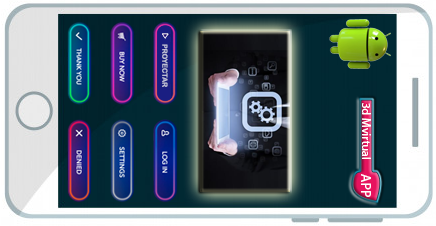 3d Mvirtual APP
PROYECTAR
LOG IN
BUY NOW
SETTINGS
THANK YOU
DENIED